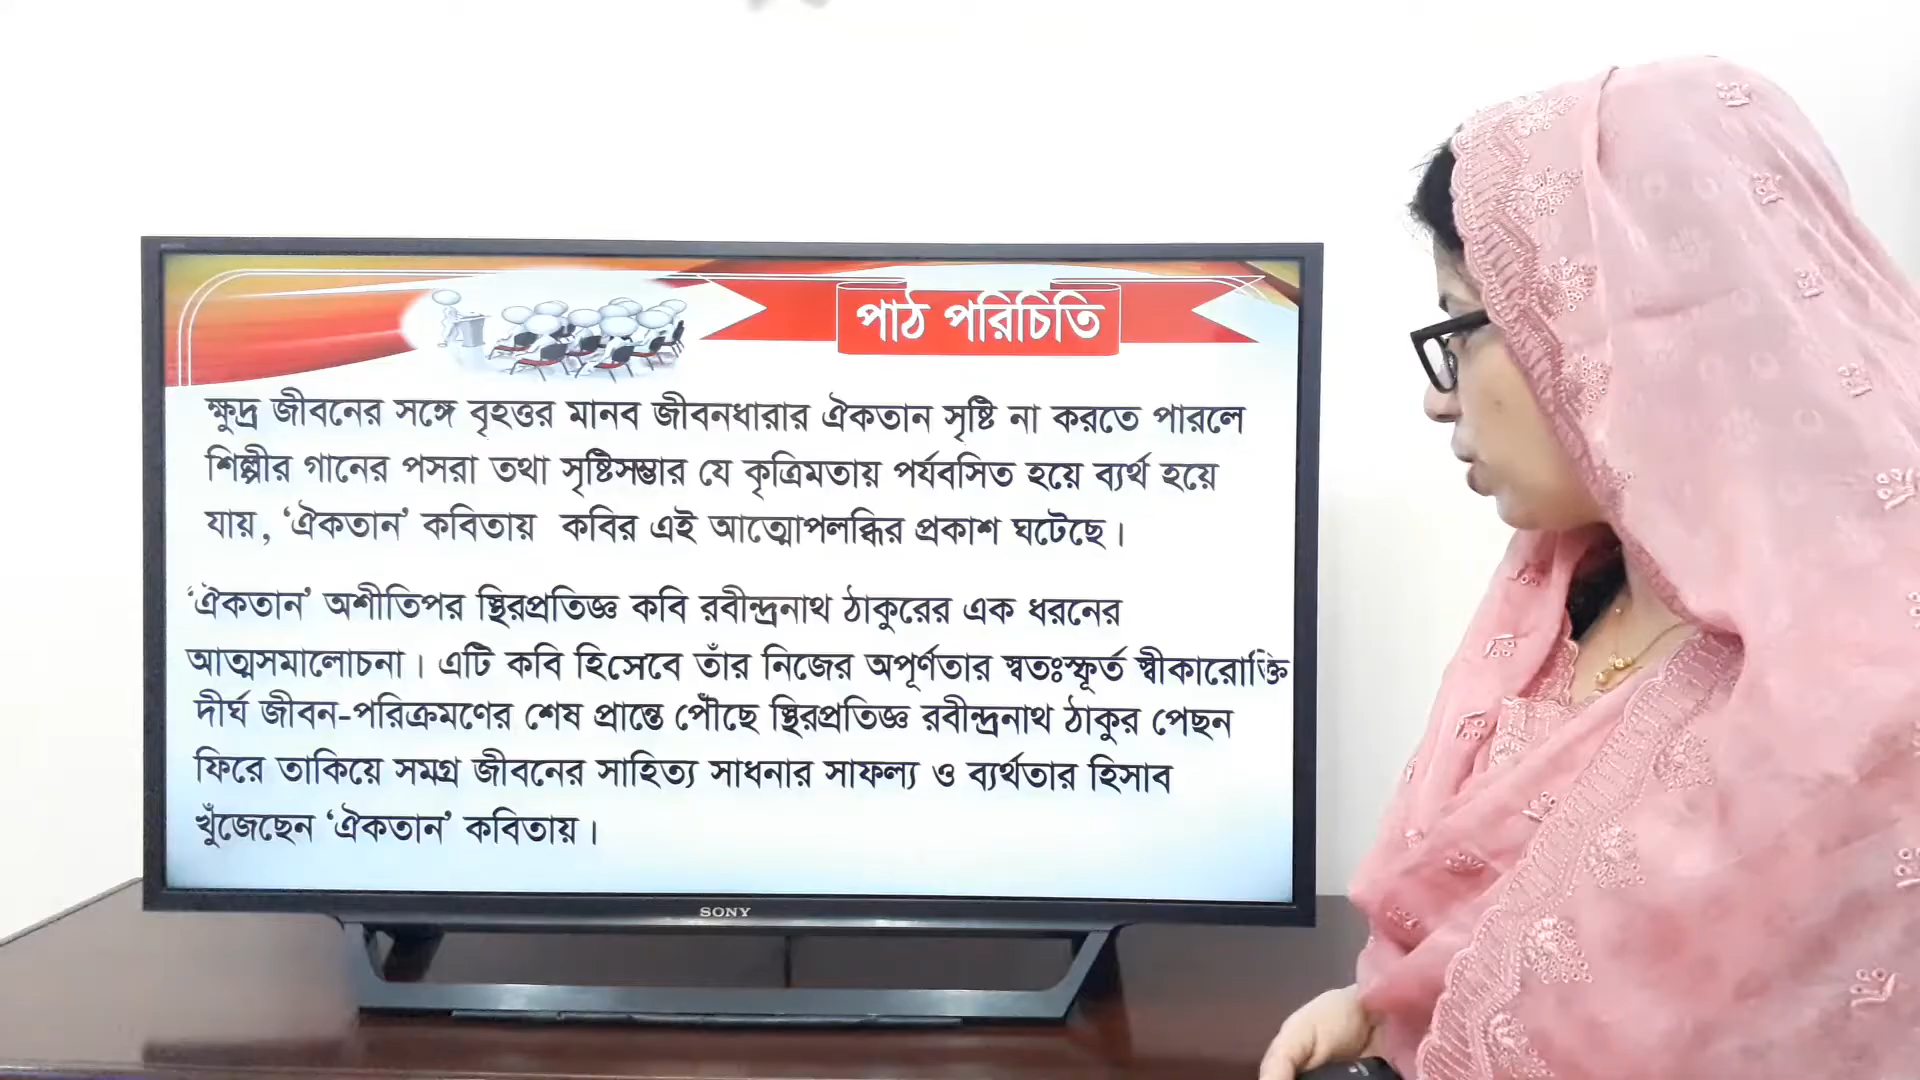 পাঠ পরিচিতি
ক্ষুদ্র জীবনের সঙ্গে বৃহত্তর মানব জীবনধারার ঐকতান সৃষ্টি না করতে পারলে
শিল্পীর গানের পসরা তথা সৃষ্টিসম্ভার যে কৃত্রিমতায় পর্যবসিত হয়ে ব্যর্থ হয়ে
যায়, ‘ঐকতান’ কবিতায় কবির এই আত্মোপলব্ধির প্রকাশ ঘটেছে।
‘ঐকতান’ অশীতিপর স্থিরপ্রতিজ্ঞ কবি রবীন্দ্রনাথ ঠাকুরের এক ধরনের
আত্মসমালোচনা। এটি কবি হিসেবে তাঁর নিজের অপূর্ণতার স্বতঃস্ফূর্ত স্বীকারোক্তি
দীর্ঘ জীবন-পরিক্রমণের শেষ প্রান্তে পৌঁছে স্থিরপ্রতিজ্ঞ রবীন্দ্রনাথ ঠাকুর পেছন
ফিরে তাকিয়ে সমগ্র জীবনের সাহিত্য সাধনার সাফল্য ও ব্যর্থতার হিসাব
খুঁজেছেন ‘ঐকতান’ কবিতায়।
SONY